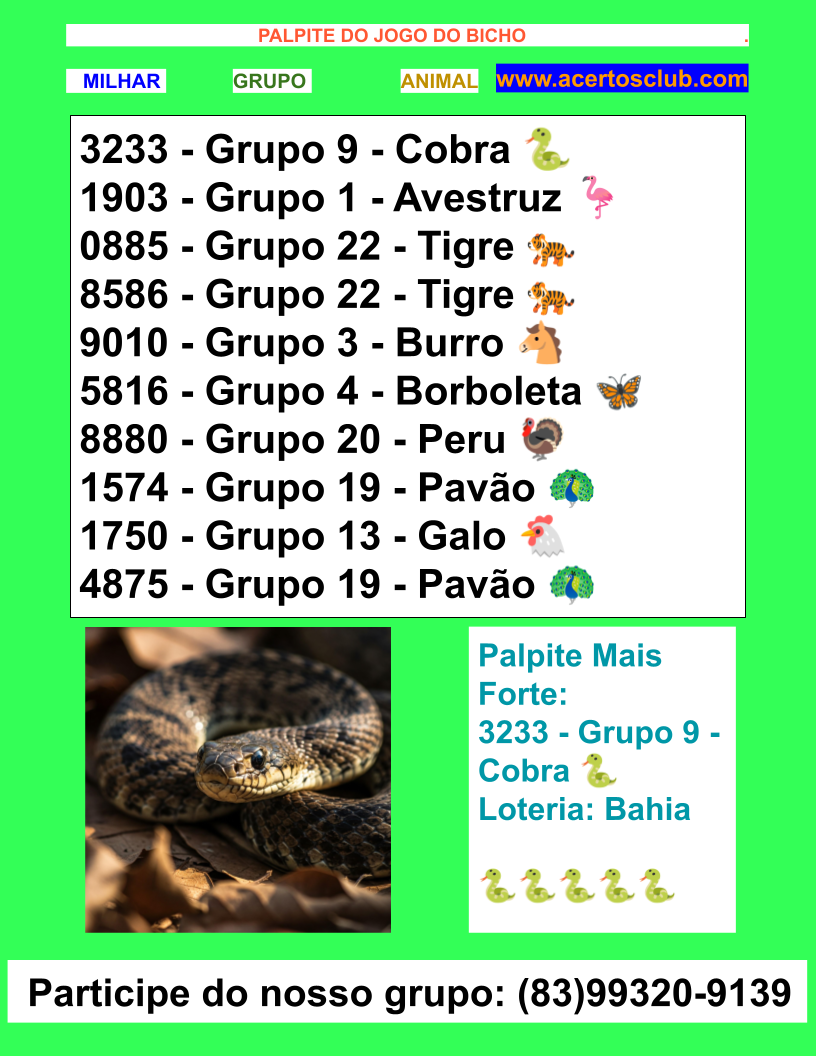 PALPITE DO JOGO DO BICHO .
MILHAR GRUPO ANIMAL www.acertosclub.com
3233 - Grupo 9 - Cobra 🐍
1903 - Grupo 1 - Avestruz 🦩
0885 - Grupo 22 - Tigre 🐅
8586 - Grupo 22 - Tigre 🐅
9010 - Grupo 3 - Burro 🐴
5816 - Grupo 4 - Borboleta 🦋
8880 - Grupo 20 - Peru 🦃
1574 - Grupo 19 - Pavão 🦚
1750 - Grupo 13 - Galo 🐔
4875 - Grupo 19 - Pavão 🦚
Palpite Mais
Forte:
3233 - Grupo 9 -
Cobra 🐍
Loteria: Bahia
🐍🐍🐍🐍🐍
Participe do nosso grupo: (83)99320-9139